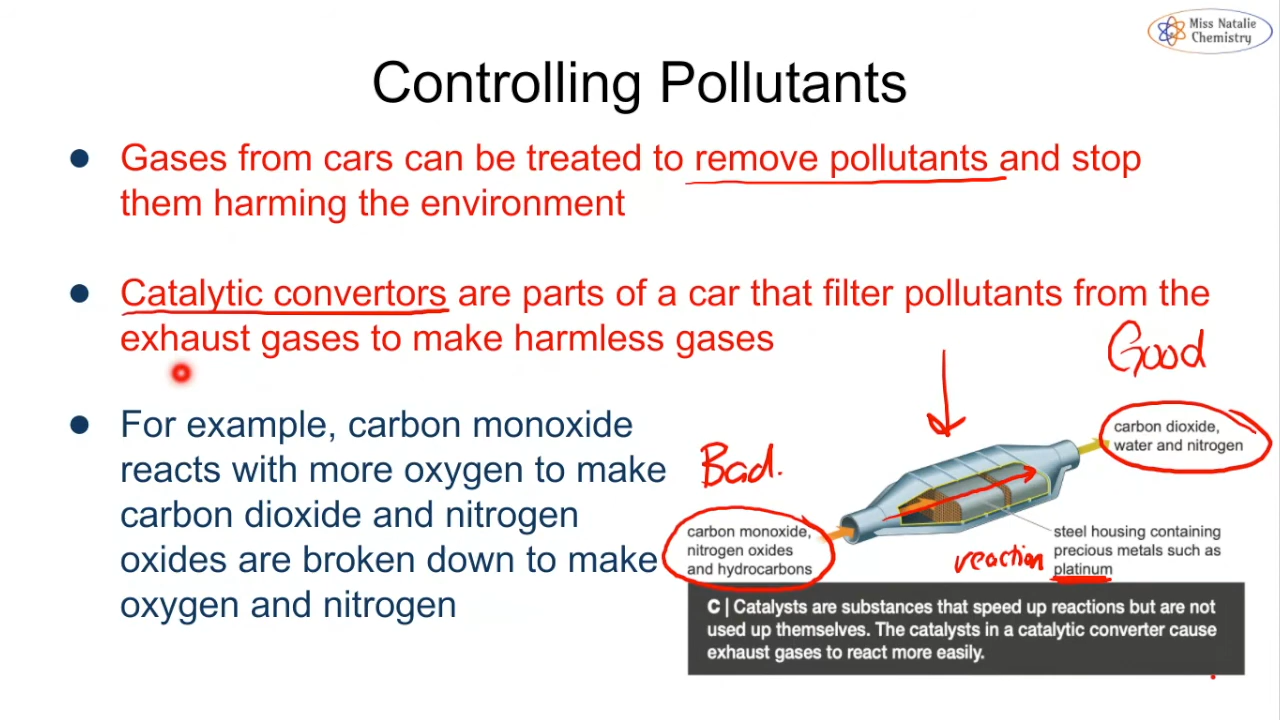 Miss Natalie
Chemistry
Controlling Pollutants
● Gases from cars can be treated to remove pollutants and stop
them harming the environment
● Catalytic convertors are parts of a car that filter pollutants from the
exhaust gases to make harmless gases
● For example, carbon monoxide
reacts with more oxygen to make
carbon dioxide and nitrogen
oxides are broken down to make
oxygen and nitrogen
Good
carbon dioxide,
water and nitrogen
Bad.
carbon monoxide,
nitrogen oxides
and hydrocarbons
reaction
steel housing containing
precious metals such as
platinum
C | Catalysts are substances that speed up reactions but are not
used up themselves. The catalysts in a catalytic converter cause
exhaust gases to react more easily.